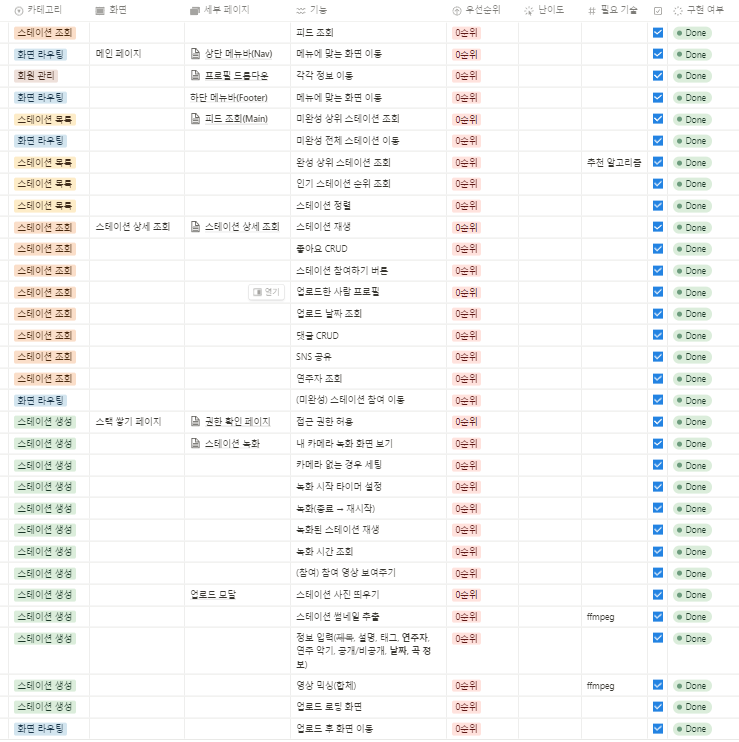 카테고리 화면 세부 페이지 기능 우선순위 난이도 필요 기술 구현 여부
스테이션 조회 피드 조회 0순위 Done
화면 라우팅 메인 페이지 상단 메뉴바(Nav) 메뉴에 맞는 화면 이동 0순위 Done
회원 관리 프로필 드롭다운 각각 정보 이동 0순위 Done
화면 라우팅 하단 메뉴바(Footer) 메뉴에 맞는 화면 이동 0순위 Done
스테이션 목록 피드 조회(Main) 미완성 상위 스테이션 조회 0순위 Done
화면 라우팅 미완성 전체 스테이션 이동 0순위 Done
스테이션 목록 완성 상위 스테이션 조회 0순위 추천 알고리즘 Done
스테이션 목록 인기 스테이션 순위 조회 0순위 Done
스테이션 목록 스테이션 정렬 0순위 Done
스테이션 조회 스테이션 상세 조회 스테이션 상세 조회 스테이션 재생 0순위 Done
스테이션 조회 좋아요 CRUD 0순위 Done
스테이션 조회 스테이션 참여하기 버튼 0순위 Done
스테이션 조회 열기 업로드한 사람 프로필 0순위 Done
스테이션 조회 업로드 날짜 조회 0순위 Done
스테이션 조회 댓글 CRUD 0순위 Done
스테이션 조회 SNS 공유 0순위 Done
스테이션 조회 연주자 조회 0순위 Done
화면 라우팅 (미완성) 스테이션 참여 이동 0순위 Done
스테이션 생성 스택 쌓기 페이지 권한 확인 페이지 접근 권한 허용 0순위 Done
스테이션 생성 스테이션 녹화 내 카메라 녹화 화면 보기 0순위 Done
스테이션 생성 카메라 없는 경우 세팅 0순위 Done
스테이션 생성 녹화 시작 타이머 설정 0순위 Done
스테이션 생성 녹화(종료 → 재시작) 0순위 Done
스테이션 생성 녹화된 스테이션 재생 0순위 Done
스테이션 생성 녹화 시간 조회 0순위 Done
스테이션 생성 (참여) 참여 영상 보여주기 0순위 Done
스테이션 생성 업로드 모달 스테이션 사진 띄우기 0순위 Done
스테이션 생성 스테이션 썸네일 추출 0순위 ffmpeg Done
스테이션 생성 정보 입력(제목, 설명, 태그, 연주자, 0순위 Done
연주 악기, 공개/비공개, 날짜, 곡 정
보)
스테이션 생성 영상 믹싱(합체) 0순위 ffmpeg Done
스테이션 생성 업로드 로딩 화면 0순위 Done
화면 라우팅 업로드 후 화면 이동 0순위 Done